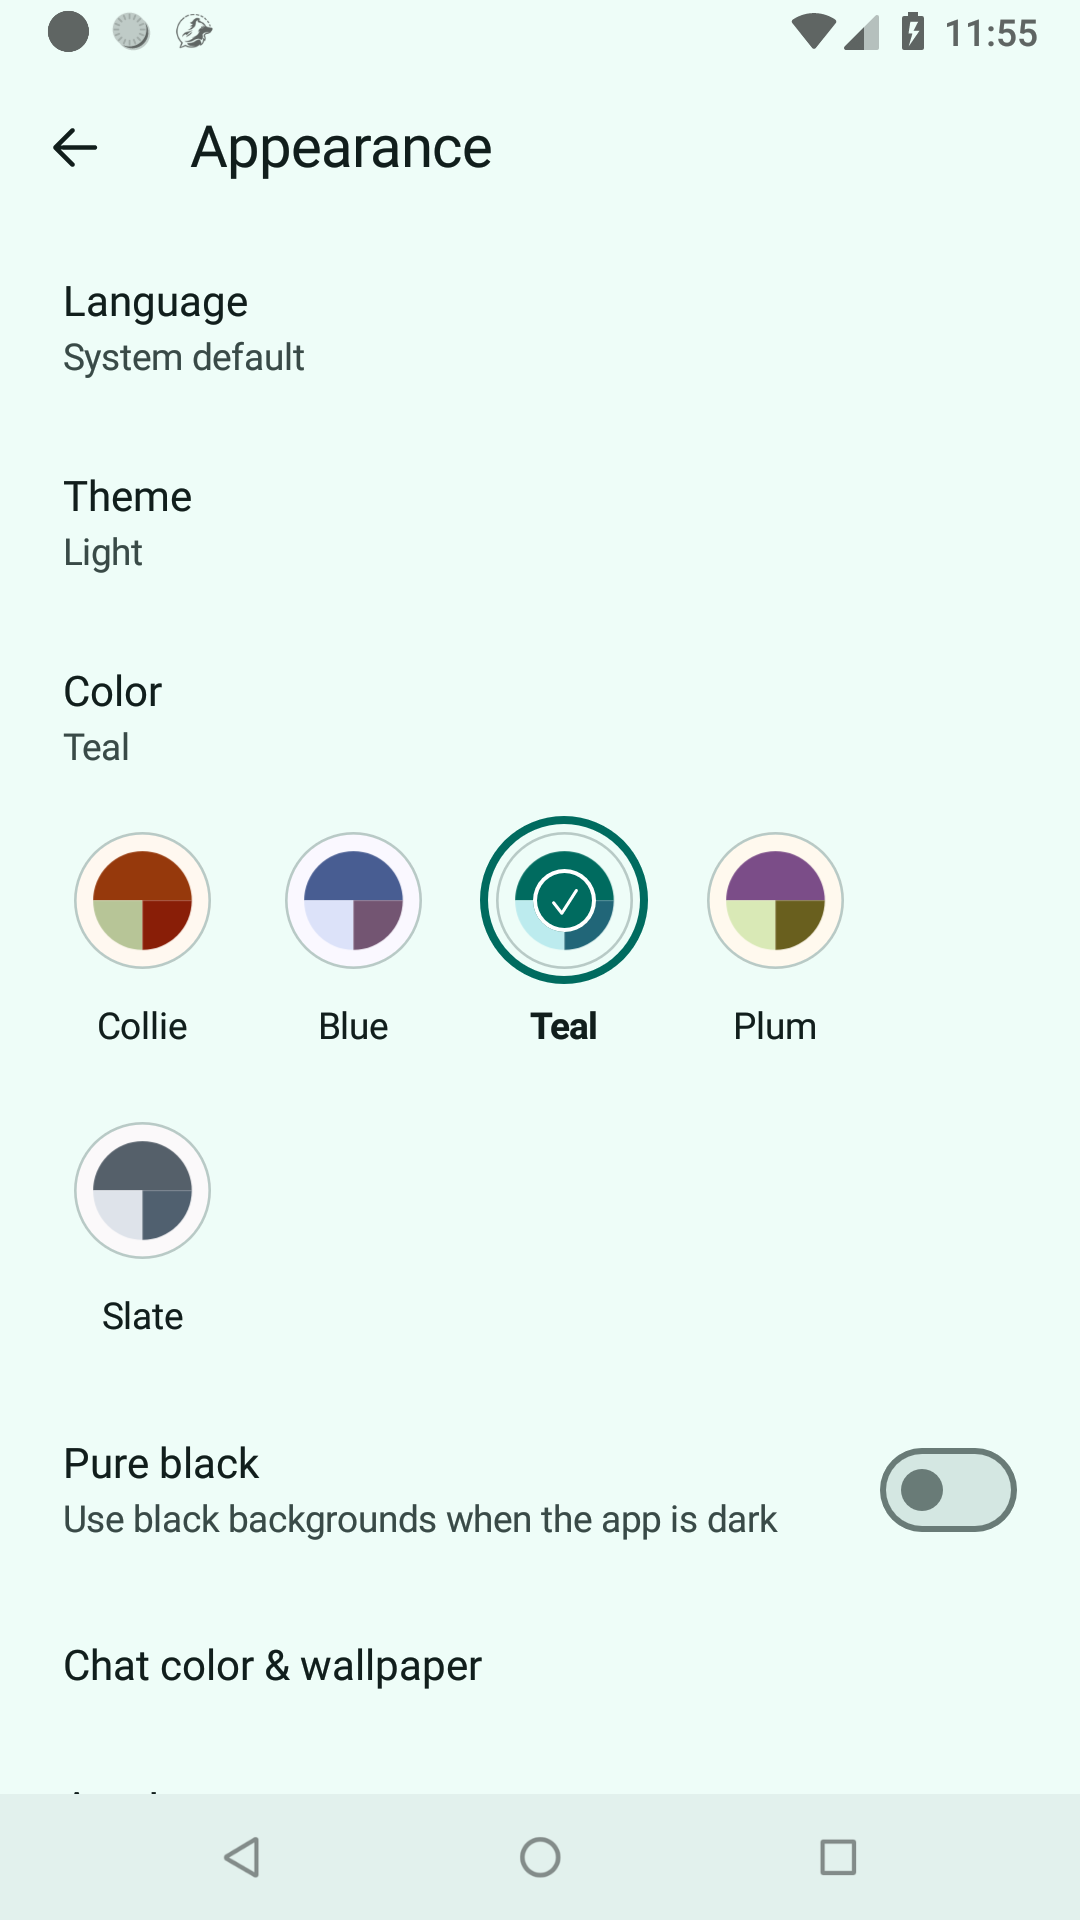 11:55
Appearance
Language
System default
Theme
Light
Color
Teal
Collie
Blue
Teal
Plum
Slate
Pure black
Use black backgrounds when the app is dark
Chat color & wallpaper